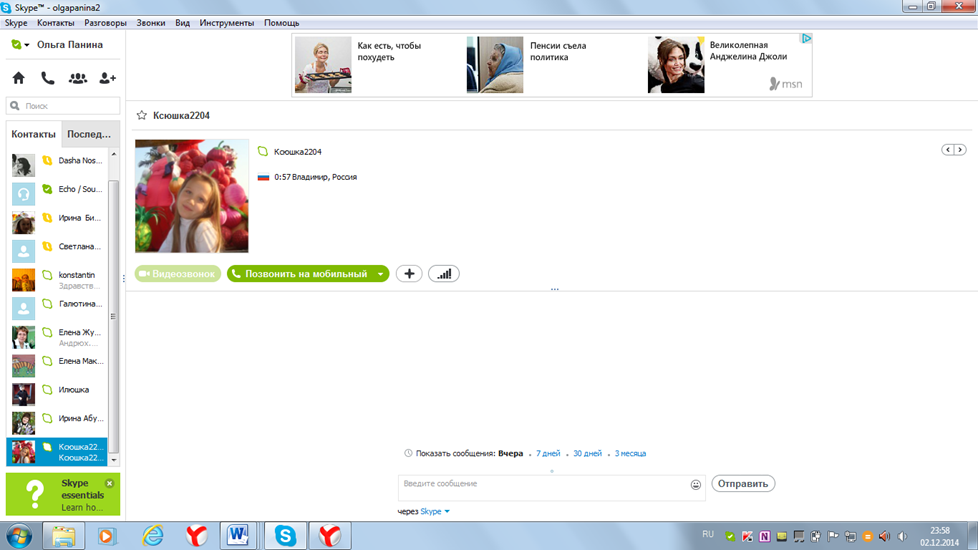 Skype™ - olgapanina2
Skype Контакты Разговоры Звонки Вид Инструменты Помощь
Ольга Панина
Поиск
Контакты
Послед...
Dasha Nos...
Echo / Sou...
Ирина Би...
Светлана...
konstantin
Здравств...
Галютина...
Елена Жу...
Андрюх...
Елена Мак...
Илюшка
Ирина Абу...
Ксюшка22...
Ксюшка22...
?
Skype
essentials
Learn ho...
Как есть, чтобы
похудеть
Пенсии съела
политика
Великолепная
Анджелина Джоли
msn
Ксюшка2204
Ксюшка2204
0:57 Владимир, Россия
Видеозвонок
Позвонить на мобильный
Показать сообщения: Вчера . 7 дней . 30 дней . 3 месяца
Введите сообщение
Отправить
через Skype
RU
23:58
02.12.2014